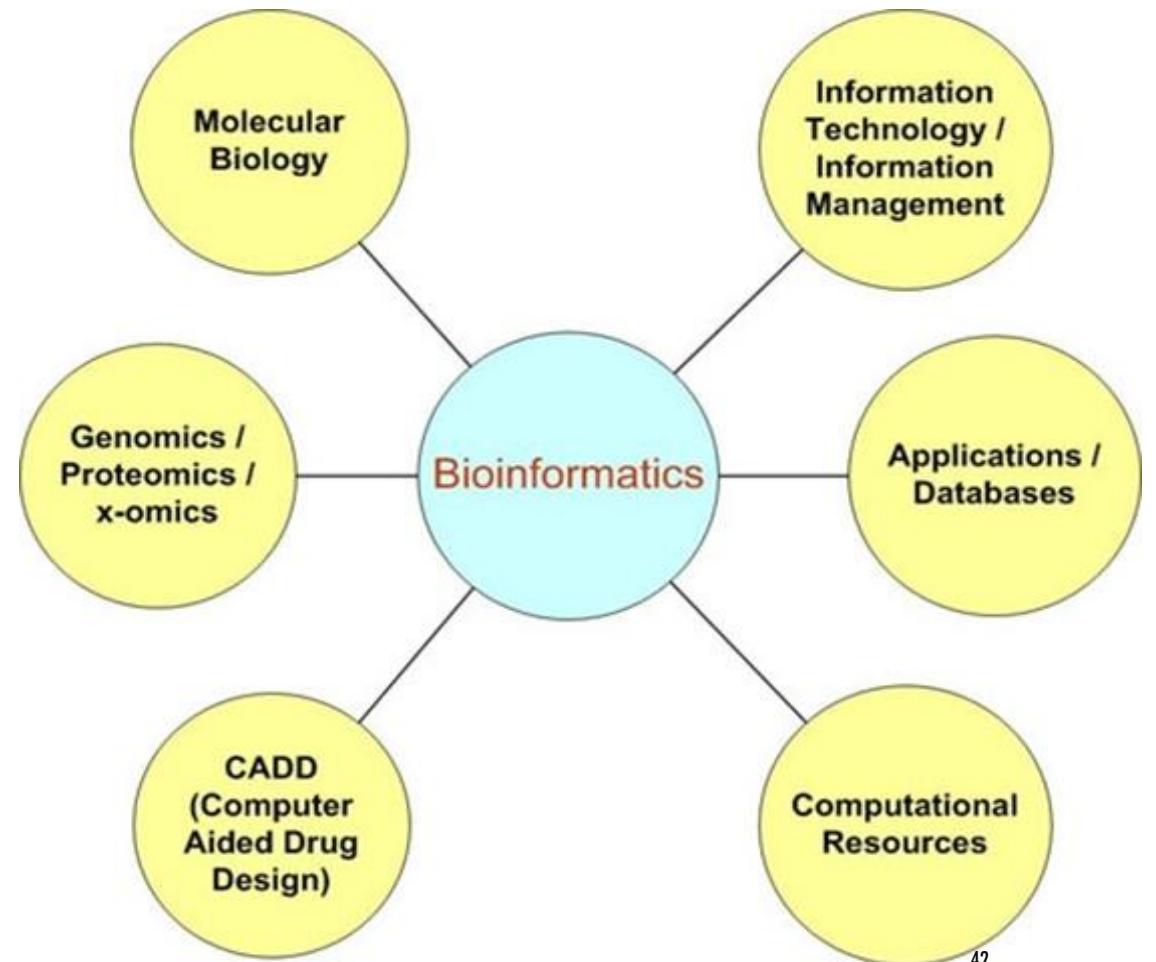 Molecular
Biology
Information
Technology /
Information
Management
Genomics /
Proteomics /
x-omics
Bioinformatics
Applications /
Databases
CADD
(Computer
Aided Drug
Design)
Computational
Resources
42